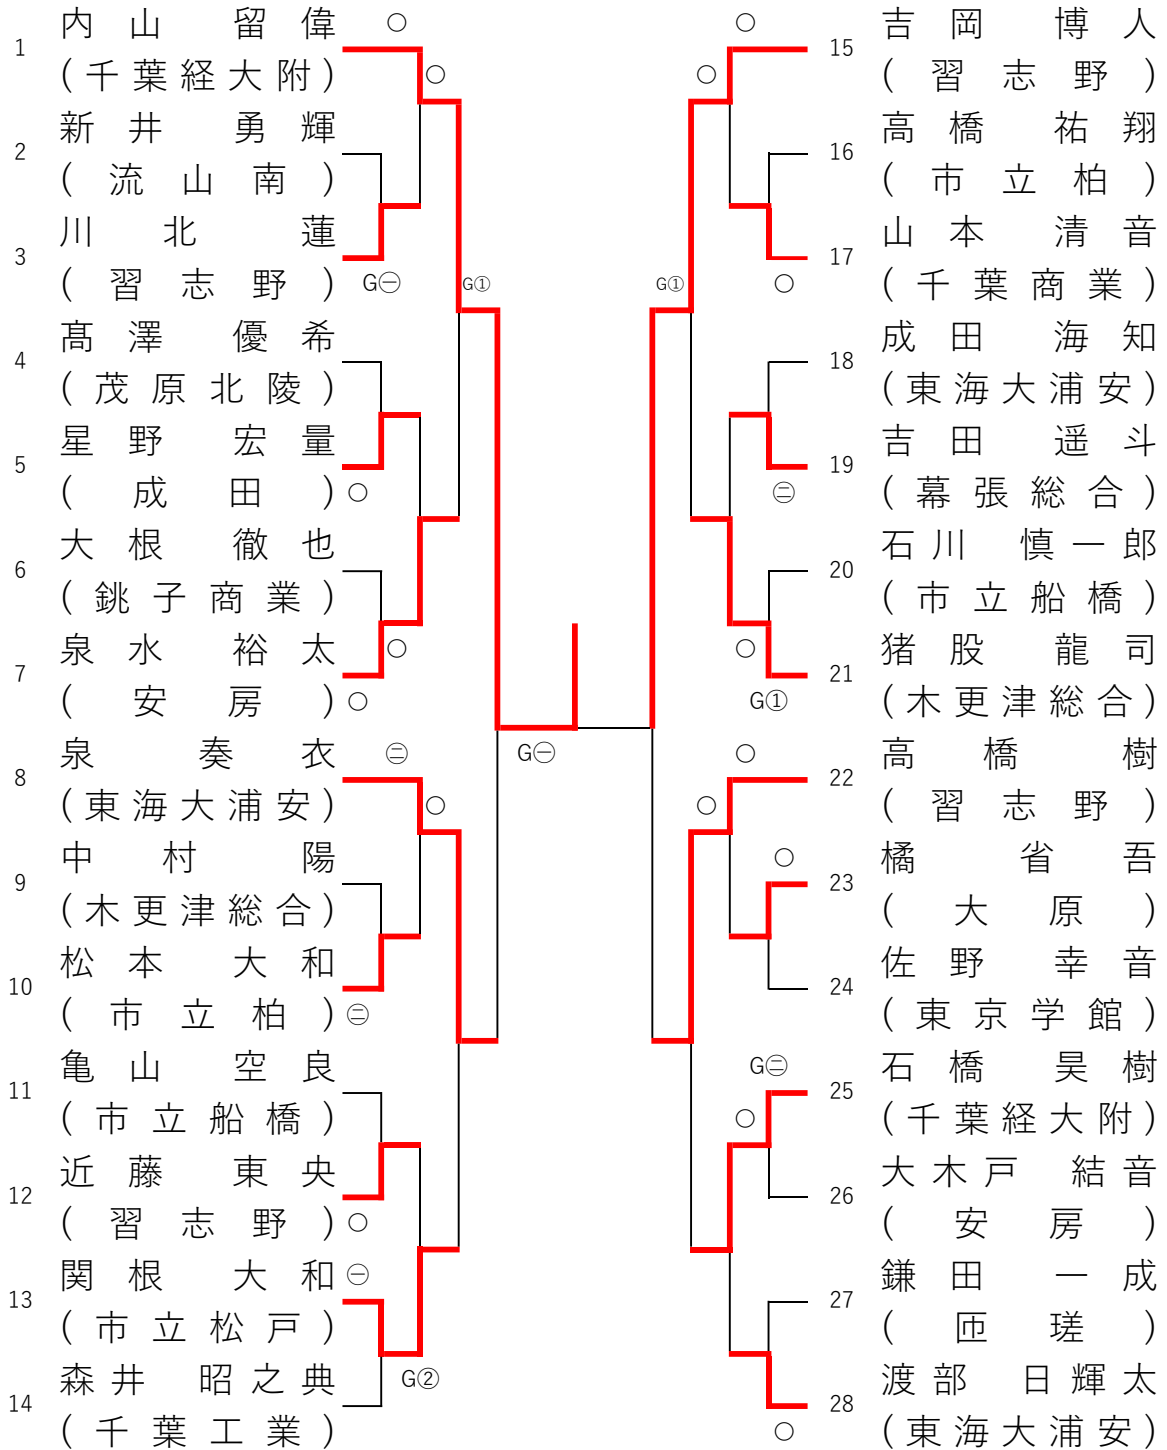 内山 留偉
1
(千葉経大附)
新井 勇輝
2
(流山南)
川北 蓮
3
(習志野)
髙澤 優希
4
(茂原北陵)
星野 宏量
5
(成田)
大根 徹也
6
(銚子商業)
泉水 裕太
7
(安房)
泉 奏衣
8
(東海大浦安)
中村 陽
9
(木更津総合)
松本 大和
10
(市立柏)
亀山 空良
11
(市立船橋)
近藤 東央
12
(習志野)
関根 大和
13
(市立松戸)
森井 昭之典
14
(千葉工業)
○
○
G㊀
G①
○
○
○
㊁
○
㊁
○
㊀
G②
G㊀
○
○
○
G①
㊁
○
G①
○
○
○
G㊁
○
○
吉岡 博人
15
(習志野)
高橋 祐翔
16
(市立柏)
山本 清音
17
(千葉商業)
成田 海知
18
(東海大浦安)
吉田 遥斗
19
(幕張総合)
石川 慎一郎
20
(市立船橋)
猪股 龍司
21
(木更津総合)
高橋 樹
22
(習志野)
橘 省吾
23
(大原)
佐野 幸音
24
(東京学館)
石橋 昊樹
25
(千葉経大附)
大木戸 結音
26
(安房)
鎌田 一成
27
(匝瑳)
渡部 日輝太
28
(東海大浦安)